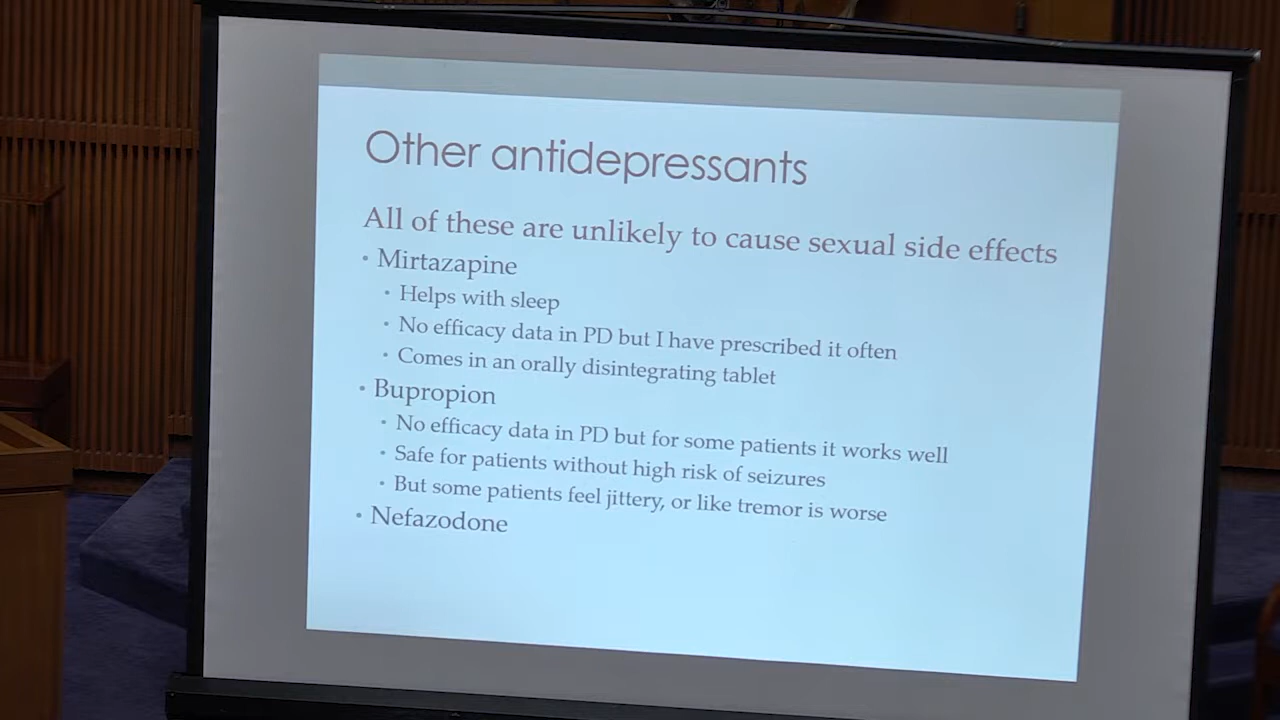 Other antidepressants
All of these are unlikely to cause sexual side effects
• Mirtazapine
• Helps with sleep
• No efficacy data in PD but I have prescribed it often
• Comes in an orally disintegrating tablet
• Bupropion
• No efficacy data in PD but for some patients it works well
• Safe for patients without high risk of seizures
• But some patients feel jittery, or like tremor is worse
• Nefazodone